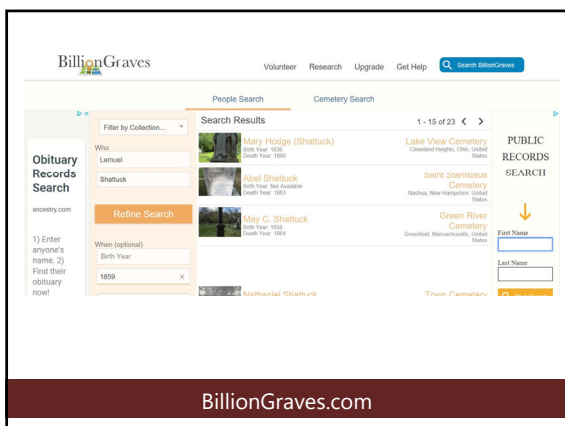 BillionGraves
Volunteer Research Upgrade Get Help Search BillionGraves
People Search Cemetery Search
Obituary
Records
Search
ancestry.com
1) Enter
anyone's
name. 2)
Find their
obituary
now!
Filter by Collection...
Who
Lemuel
Shattuck
Refine Search
When (optional)
Birth Year
1859
Search Results 1 - 15 of 23
Mary Hodge (Shattuck)
Birth Year 1836
Death Year 1860
Lake View Cemetery
Cleveland Heights, Ohio, United
States
Abel Shattuck
Birth Year Not Available
Death Year 1963
Saint Stanislaus
Cemetery
Nashua, New Hampshire, United
States
May C. Shattuck
Birth Year 1859
Death Year 1864
Green River
Cemetery
Greenfield, Massachusetts, United
States
Nathaniel Shattuck
Town Cemetery
PUBLIC
RECORDS
SEARCH
First Name
Last Name
BillionGraves.com